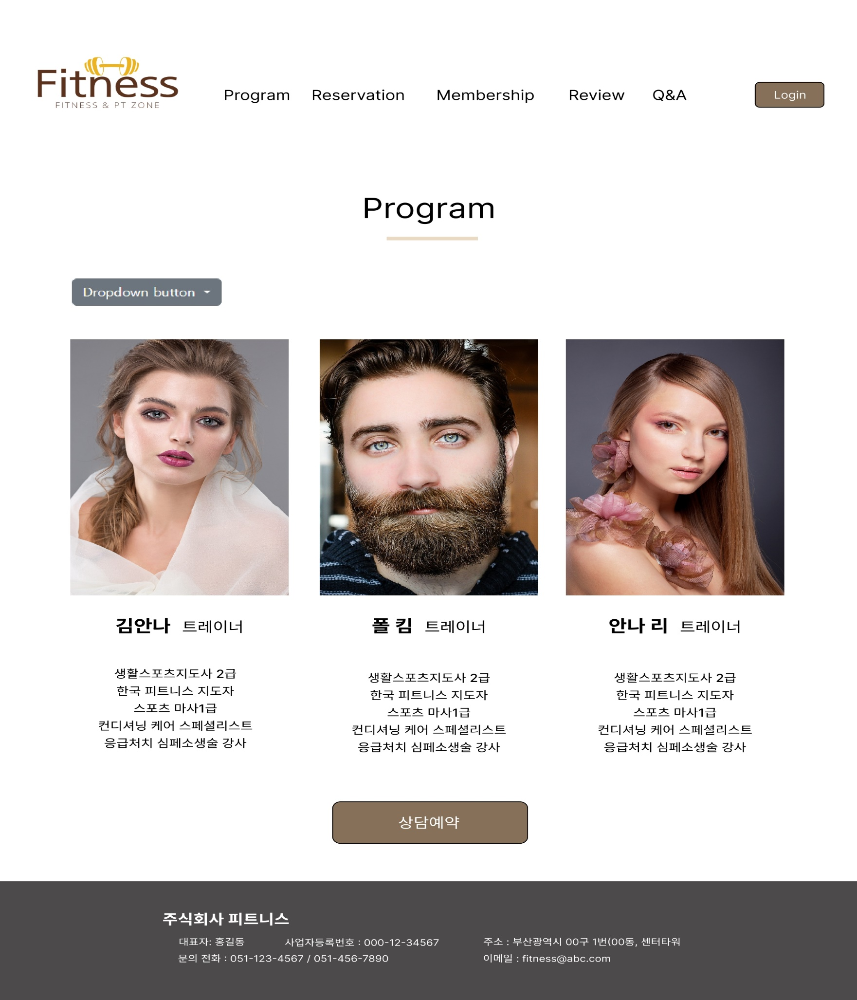 Fitness
FITNESS & PT ZONE
Program Reservation Membership Review Q&A Login
Program
Dropdown button
김안나 트레이너
생활스포츠지도사 2급
한국 피트니스 지도자
스포츠 마사1급
컨디셔닝 케어 스페셜리스트
응급처치 심페소생술 강사
폴 킴 트레이너
생활스포츠지도사 2급
한국 피트니스 지도자
스포츠 마사1급
컨디셔닝 케어 스페셜리스트
응급처치 심페소생술 강사
안나 리 트레이너
생활스포츠지도사 2급
한국 피트니스 지도자
스포츠 마사1급
컨디셔닝 케어 스페셜리스트
응급처치 심페소생술 강사
상담예약
주식회사 피트니스
대표자: 홍길동 사업자등록번호 : 000-12-34567 주소 : 부산광역시 00구 1번(00동, 센터타워
문의 전화 : 051-123-4567 / 051-456-7890 이메일 : fitness@abc.com